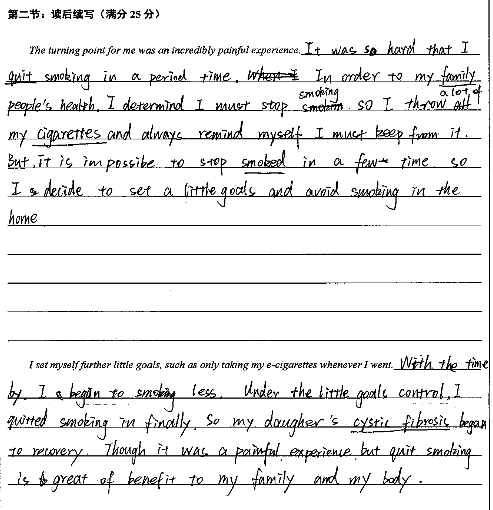 第二节：读后续写（满分25分）
The turning point for me was an incredibly painful experience. It was so hard that I
quit smoking in a period time. In order to my family
people's health, I determind I must stop smoking so I throw a lot of
my cigarettes and always remind myself I must keep from it.
But, it is impossibe to stop smoked in a few time. so
I decide to set a little goals and avoid smoking in the
home
I set myself further little goals, such as only taking my e-cigarettes whenever I went. With the time
by. I begin to smoking less. Under the little goals control, I
quitted smoking in finally. So my daugher's cystic fibrosis began
to recovery. Though it was a painful experience but quit smoking
is great of benefit to my family and my body.